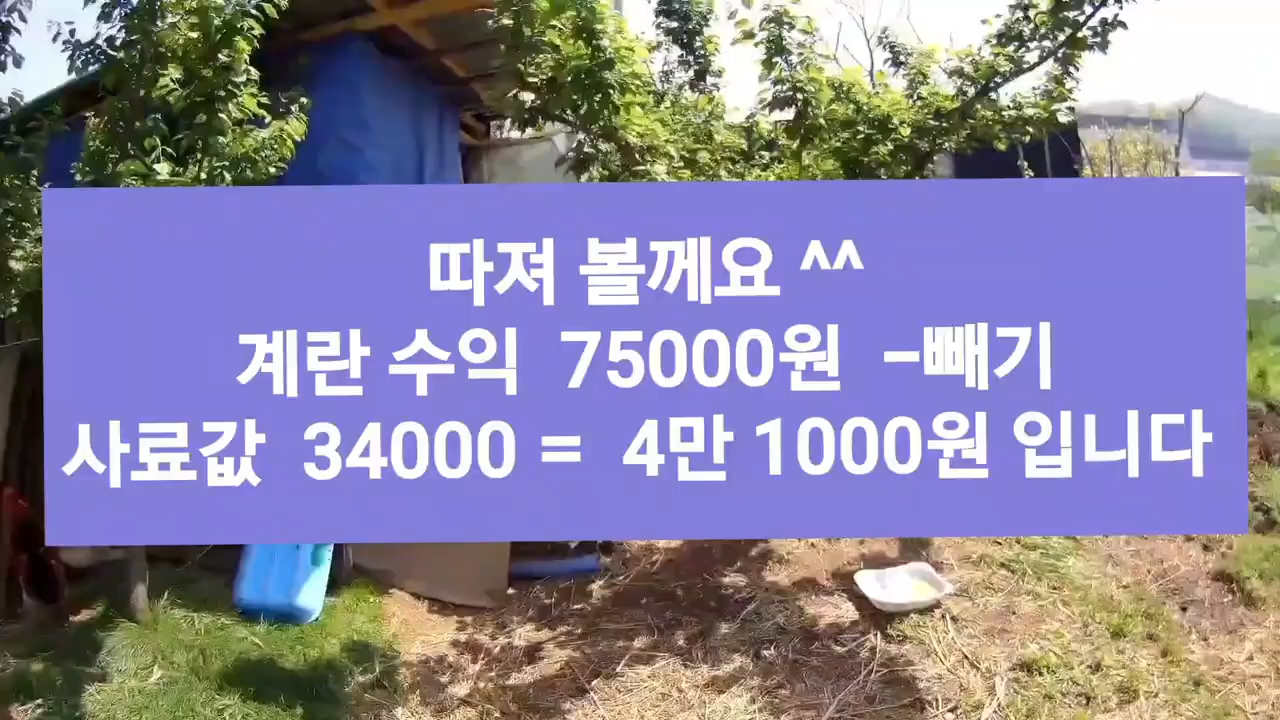 따져 볼께요 ^^
계란 수익 75000원 -빼기
사료값 34000 = 4만 1000원 입니다